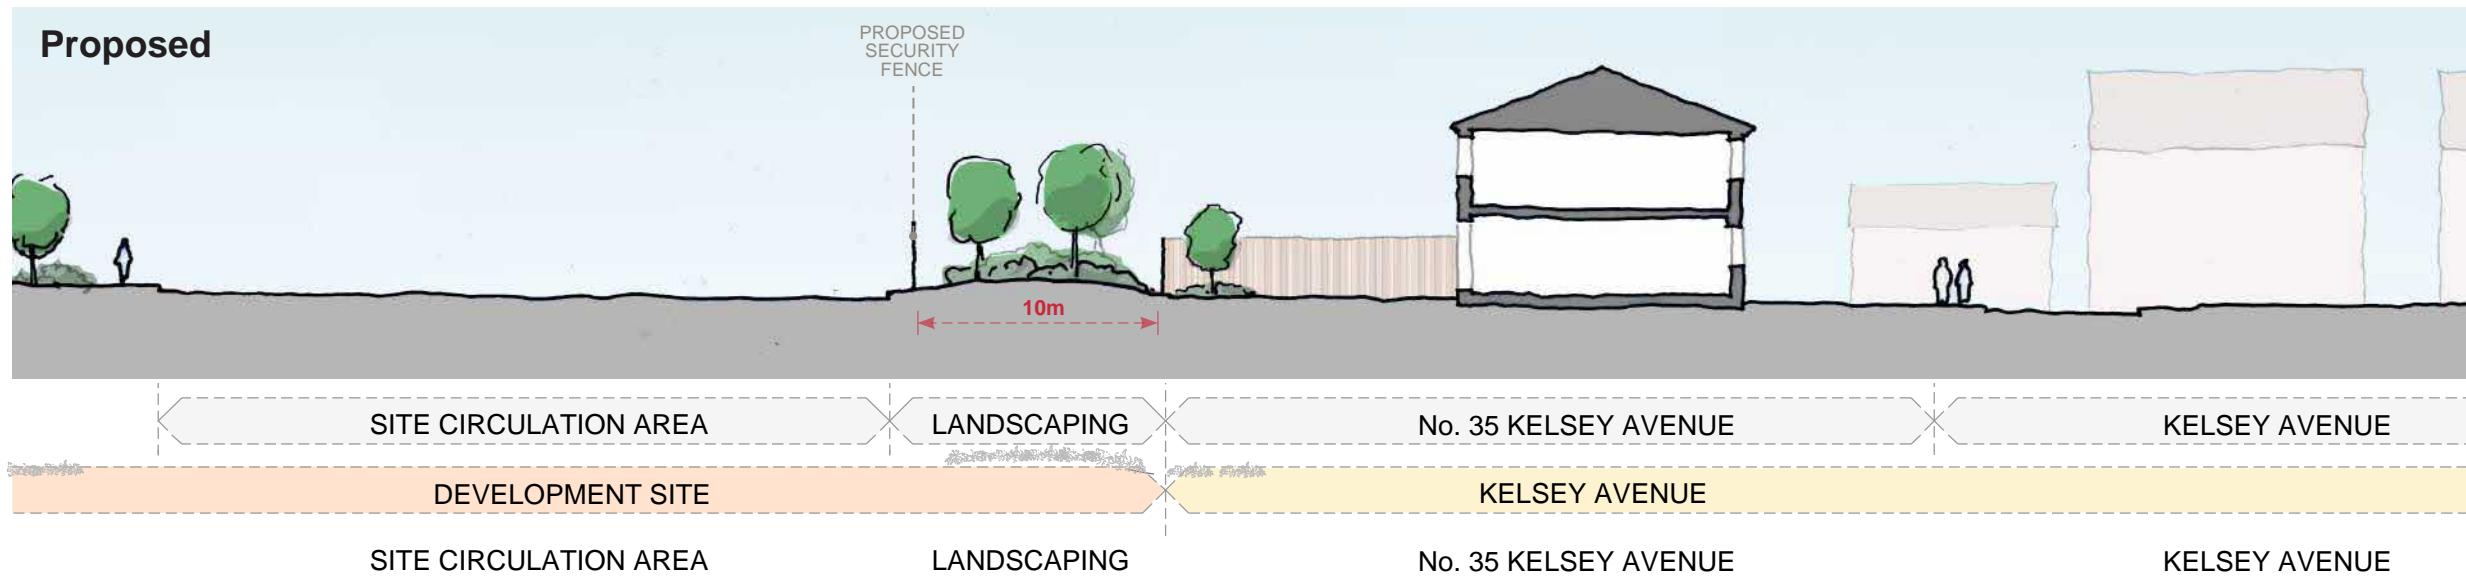 Proposed
PROPOSED
SECURITY
FENCE
10m
SITE CIRCULATION AREA
LANDSCAPING
No. 35 KELSEY AVENUE
KELSEY AVENUE
DEVELOPMENT SITE
KELSEY AVENUE
SITE CIRCULATION AREA
LANDSCAPING
No. 35 KELSEY AVENUE
KELSEY AVENUE